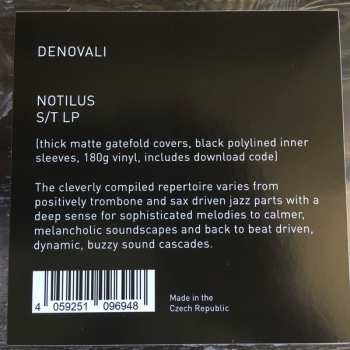 DENOVALI
NOTILUS
S/T LP
(thick matte gatefold covers, black polylined inner
sleeves, 180g vinyl, includes download code)
The cleverly compiled repertoire varies from
positively trombone and sax driven jazz parts with a
deep sense for sophisticated melodies to calmer,
melancholic soundscapes and back to beat driven,
dynamic, buzzy sound cascades.
4 059251 096948
Made in the
Czech Republic